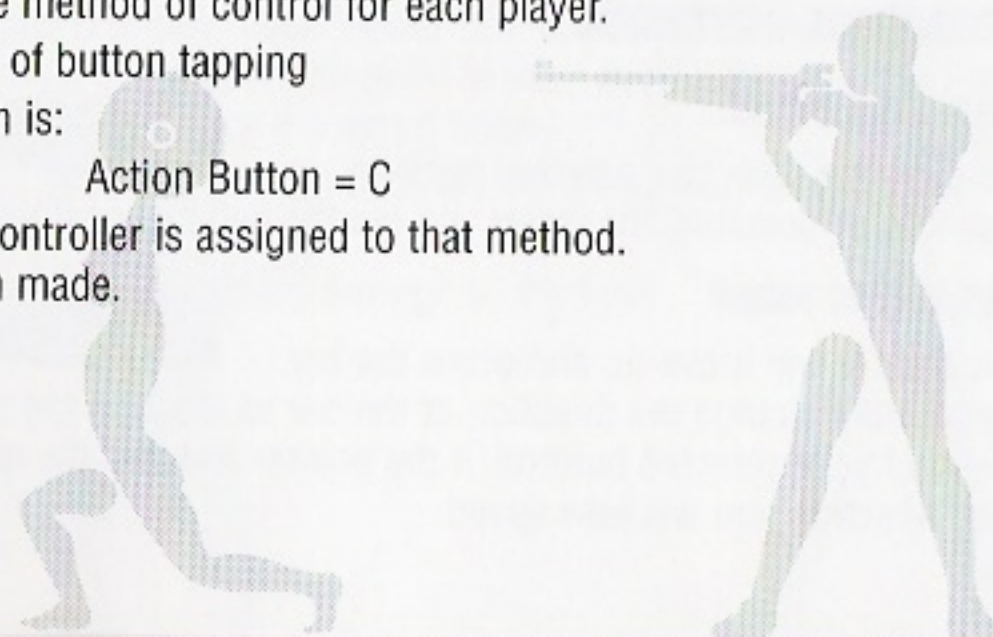 e method of control for each player.
of button tapping
n is:
Action Button = C
ontroller is assigned to that method.
made.